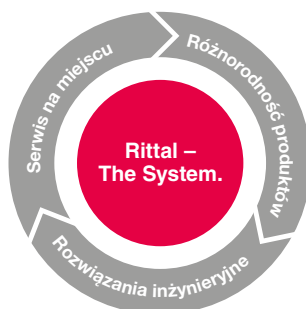 Serwis na miejscu
Różnorodność produktów
Rittal –
The System.
Rozwiązania inżynieryjne